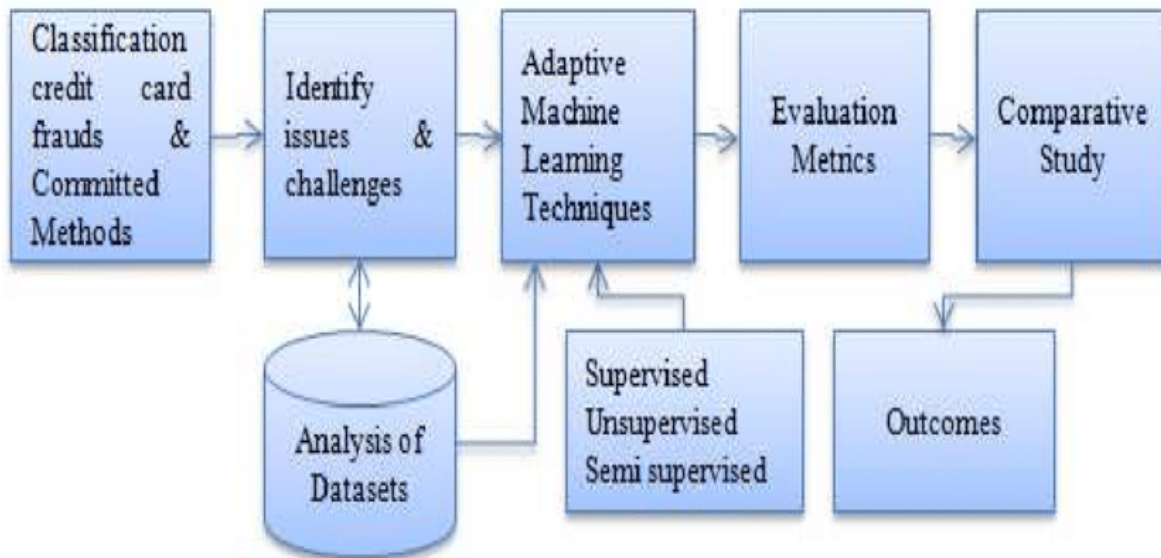 Classification
credit card
frauds &
Committed
Methods
Identify
issues &
challenges
Adaptive
Machine
Learning
Techniques
Evaluation
Metrics
Comparative
Study
Analysis of
Datasets
Supervised
Unsupervised
Semi supervised
Outcomes